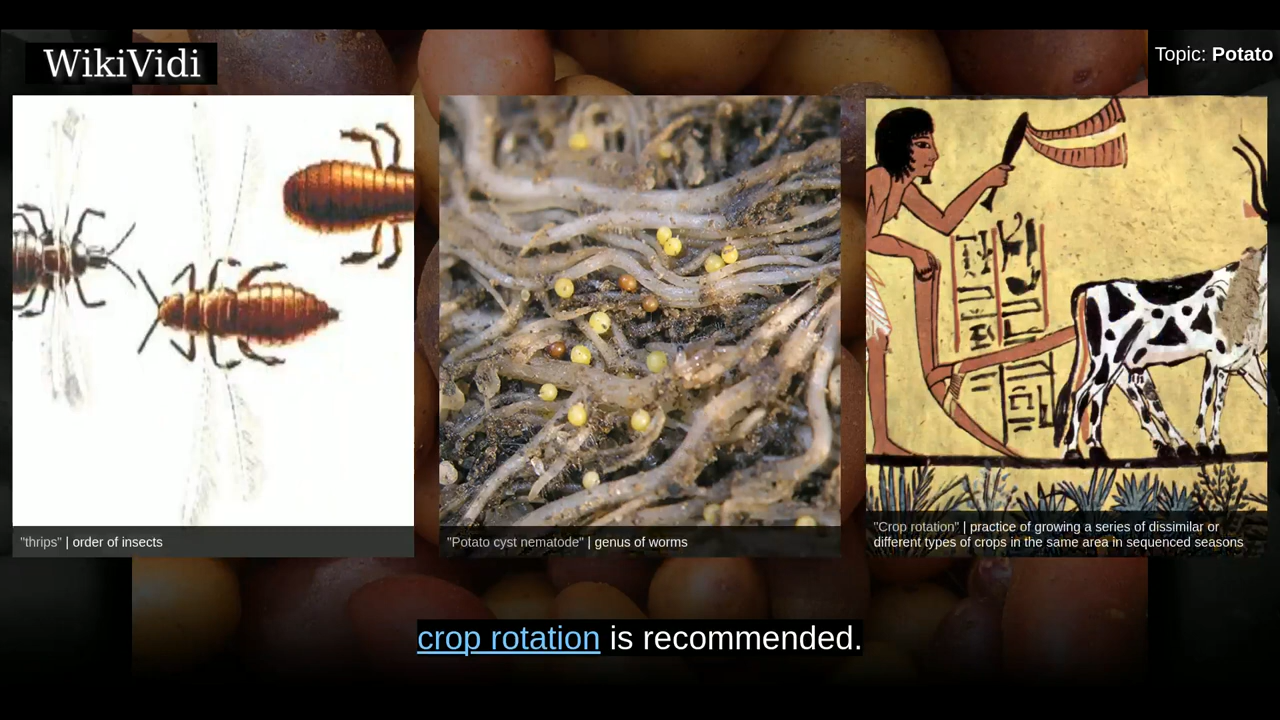 WikiVidi
Topic: Potato
"thrips" | order of insects
"Potato cyst nematode" | genus of worms
"Crop rotation" | practice of growing a series of dissimilar or
different types of crops in the same area in sequenced seasons
crop rotation is recommended.